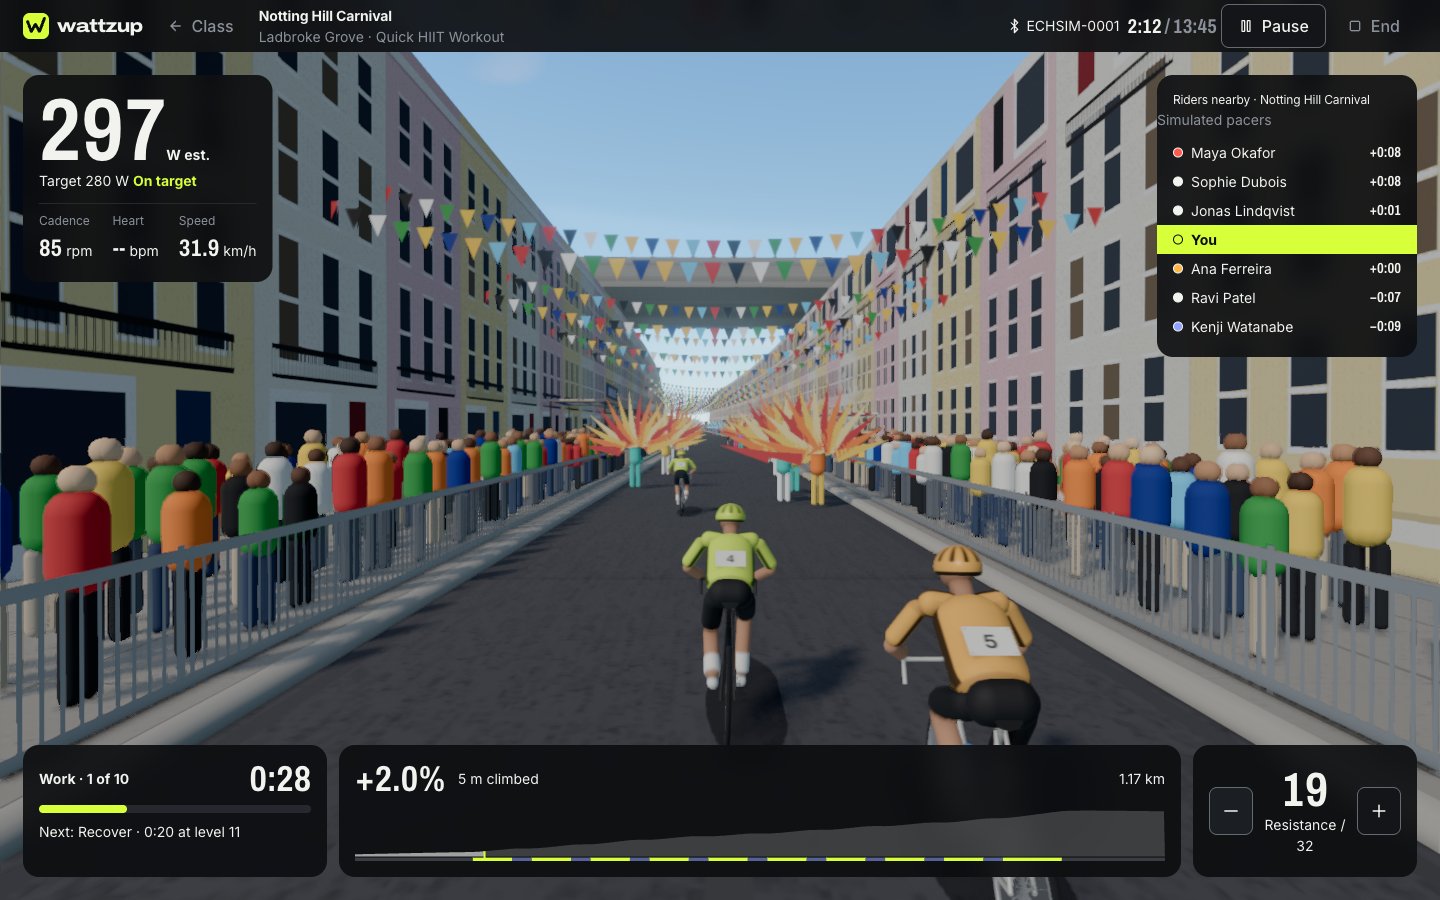 W wattzup
← Class
Notting Hill Carnival
Ladbroke Grove · Quick HIIT Workout
ECHSIM-0001 2:12 / 13:45
Pause
End
297 W est.
Target 280 W On target
Cadence Heart Speed
85 rpm -- bpm 31.9 km/h
Riders nearby · Notting Hill Carnival
Simulated pacers
Maya Okafor +0:08
Sophie Dubois +0:08
Jonas Lindqvist +0:01
You
Ana Ferreira +0:00
Ravi Patel −0:07
Kenji Watanabe −0:09
4
5
Work · 1 of 10 0:28
Next: Recover · 0:20 at level 11
+2.0% 5 m climbed 1.17 km
− 19 +
Resistance /
32